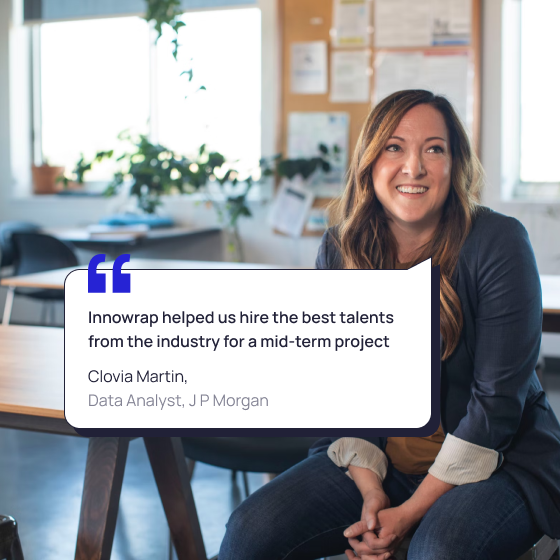 Innowrap helped us hire the best talents
from the industry for a mid-term project
Clovia Martin,
Data Analyst, J P Morgan